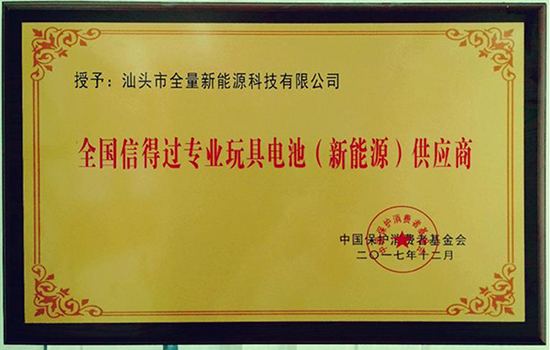 授予：汕头市全量新能源科技有限公司
全国信得过专业玩具电池（新能源）供应商
中国保护消费者基金会
二〇一七年十二月